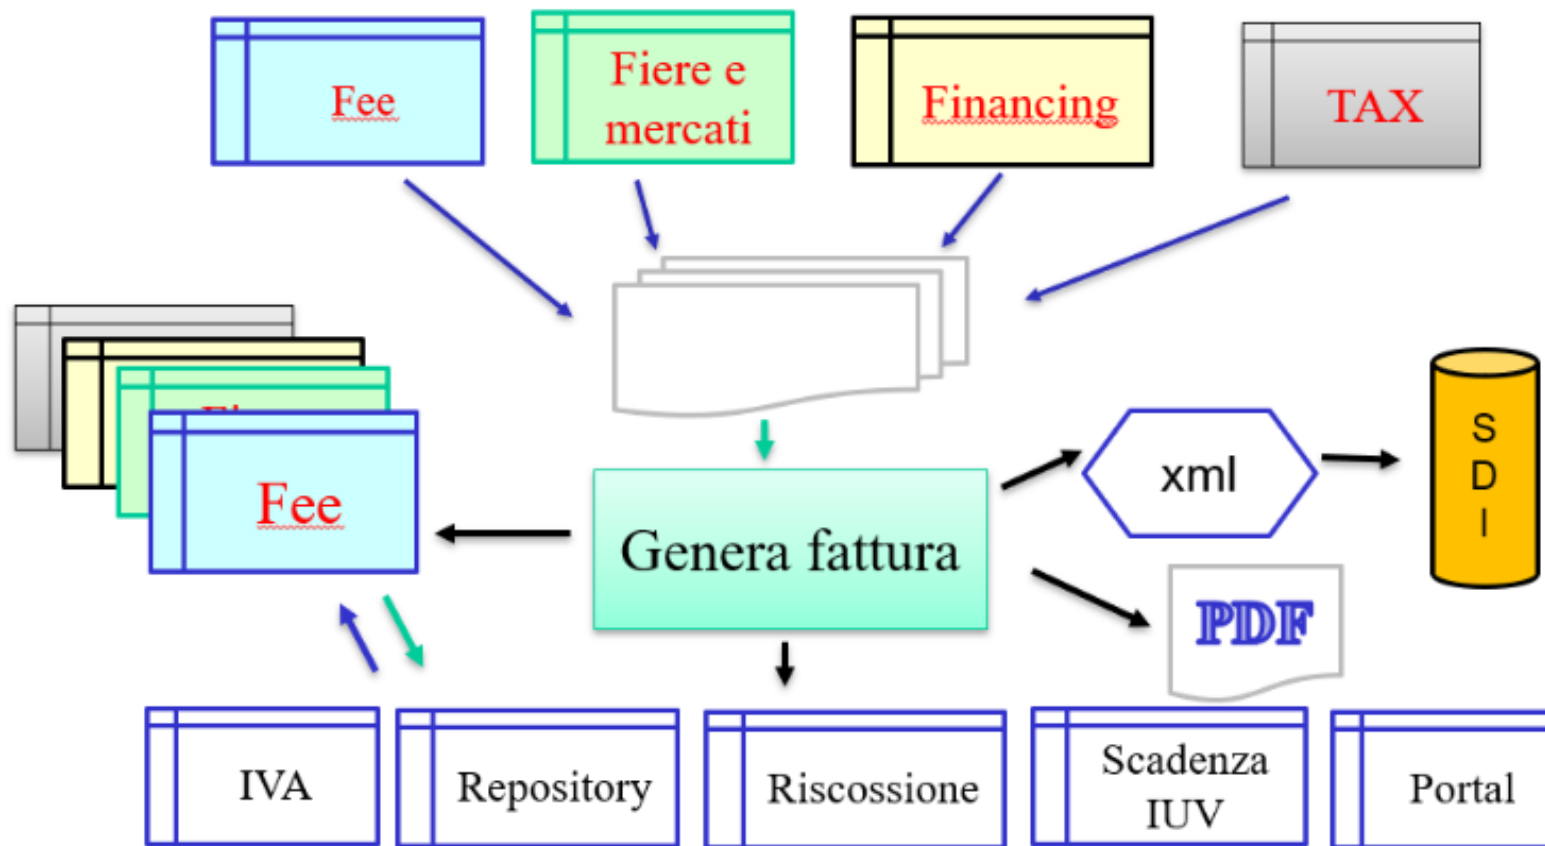 Fee
Fiere e
mercati
Financing
TAX
Fee
Genera fattura
xml
S
D
I
PDF
IVA
Repository
Riscossione
Scadenza
IUV
Portal